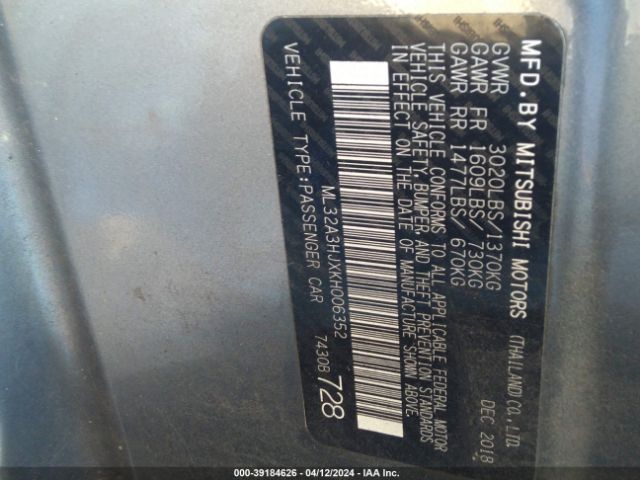 MFD. BY MITSUBISHI MOTORS (THAILAND) CO., LTD.
DEC 2018
GVWR 3020LBS/1370KG
GAWR FR 1609LBS/ 730KG
GAWR RR 1477LBS/ 670KG
THIS VEHICLE CONFORMS TO ALL APPLICABLE FEDERAL MOTOR
VEHICLE SAFETY, BUMPER, AND THEFT PREVENTION STANDARDS
IN EFFECT ON THE DATE OF MANUFACTURE SHOWN ABOVE.
ML32A3HJXKH006352
VEHICLE TYPE:PASSENGER CAR
7430B 728
000-39184626 - 04/12/2024 - IAA Inc.